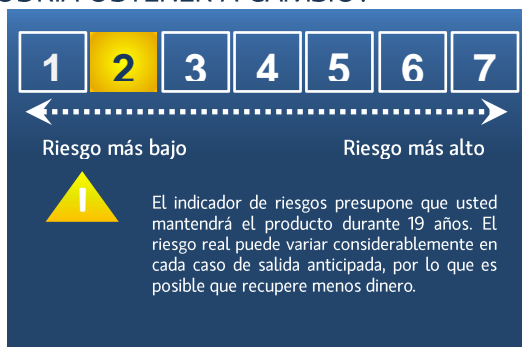 1 2 3 4 5 6 7
Riesgo más bajo Riesgo más alto
!
El indicador de riesgos presupone que usted
mantendrá el producto durante 19 años. El
riesgo real puede variar considerablemente en
cada caso de salida anticipada, por lo que es
posible que recupere menos dinero.